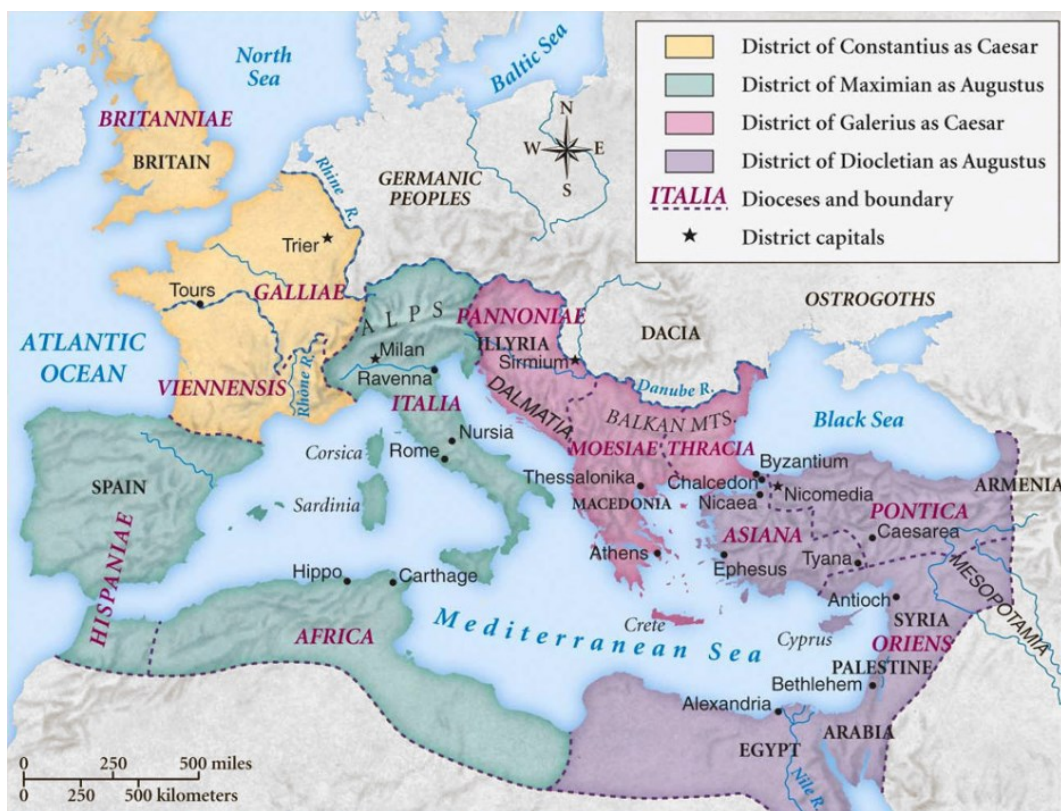 District of Constantius as Caesar
District of Maximian as Augustus
District of Galerius as Caesar
District of Diocletian as Augustus
ITALIA Dioceses and boundary
District capitals
North
Sea
Baltic Sea
N
W E
S
BRITANNIAE
BRITAIN
Rhine R.
GERMANIC
PEOPLES
Trier
Tours
GALLIAE
ATLANTIC
OCEAN
VIENNENSIS
Rhône R.
ALPS
Milan
Ravenna
ITALIA
PANNONIAE
ILLYRIA
Sirmium
DACIA
OSTROGOTHS
DALMATIA
Danube R.
BALKAN MTS.
Black Sea
MOESIAE
THRACIA
Corsica
Nursia
Rome
Byzantium
Thessalonika
Chalcedon
Nicomedia
ARMENIA
SPAIN
Sardinia
MACEDONIA
Nicaea
PONTICA
ASIANA
Caesarea
Athens
Ephesus
Tyana
MESOPOTAMIA
HISPANIAE
Hippo
Carthage
Antioch
SYRIA
AFRICA
Mediterranean Sea
Crete
Cyprus
ORIENS
PALESTINE
Bethlehem
Alexandria
ARABIA
EGYPT
Nile R.
0 250 500 miles
0 250 500 kilometers